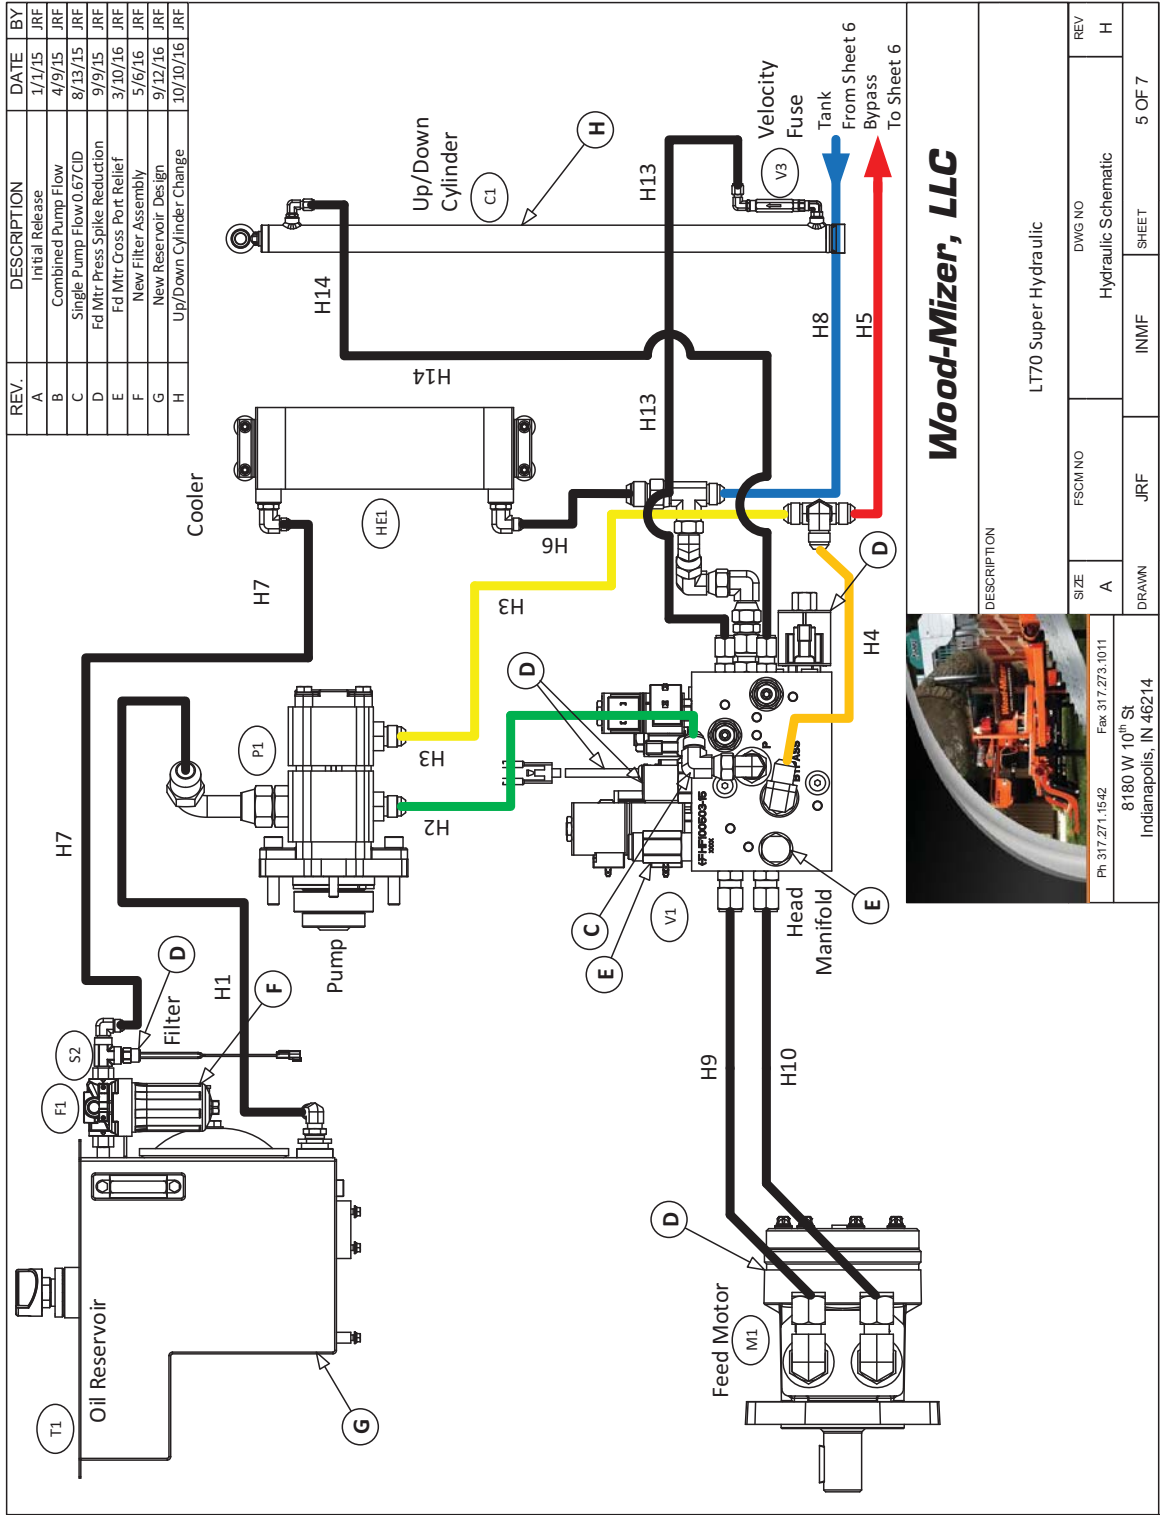 REV. DESCRIPTION DATE BY
A Initial Release 1/1/15 JRF
B Combined Pump Flow 4/9/15 JRF
C Single Pump Flow 0.67CID 8/13/15 JRF
D Fd Mtr Press Spike Reduction 9/9/15 JRF
E Fd Mtr Cross Port Relief 3/10/16 JRF
F New Filter Assembly 5/6/16 JRF
G New Reservoir Design 9/12/16 JRF
H Up/Down Cylinder Change 10/10/16 JRF
T1
Oil Reservoir
G
F1
S2
D
Filter
F
H1
H7
H7
Cooler
HE1
P1
Pump
H3
H2
H3
H6
H14
H14
Up/Down
Cylinder
C1
H
H13
H13
Velocity
Fuse
V3
Tank
From Sheet 6
Bypass
To Sheet 6
H8
H5
H4
D
D
C
E
V1
FHF100503-15
XXX
P
BYPASS
Head
Manifold
E
H9
H10
D
Feed Motor
M1
Wood-Mizer, LLC
DESCRIPTION
LT70 Super Hydraulic
SIZE
A
FSCM NO
DWG NO
Hydraulic Schematic
REV
H
DRAWN
JRF
INMF
SHEET
5 OF 7
Ph 317.271.1542 Fax 317.273.1011
8180 W 10th St
Indianapolis, IN 46214